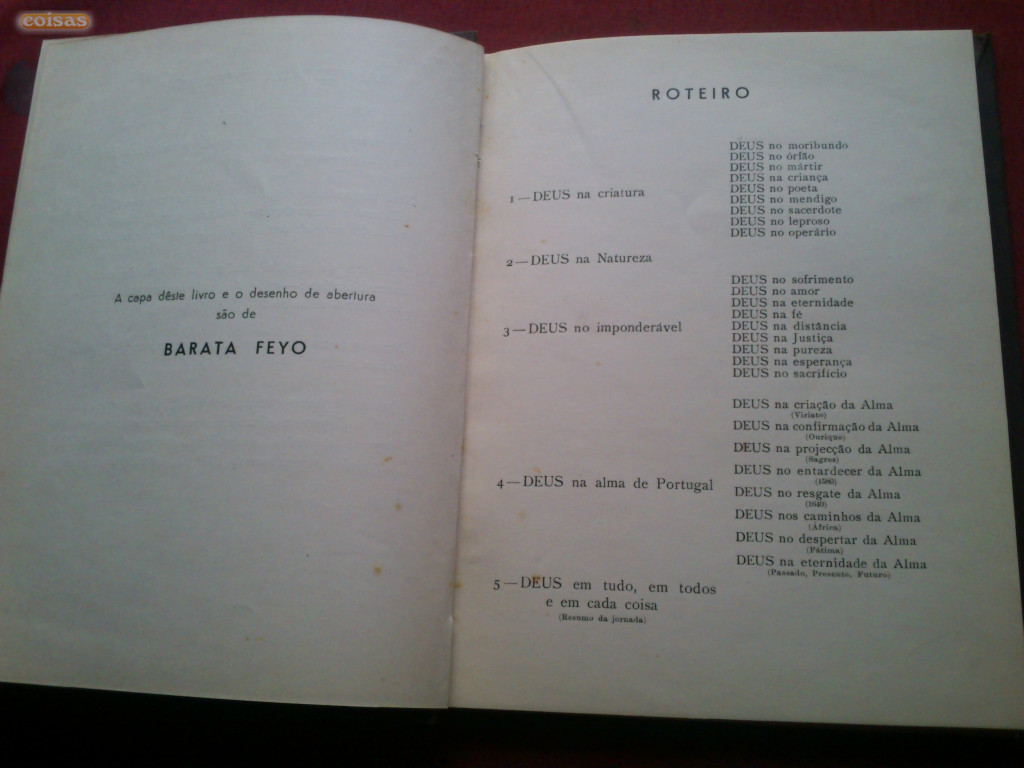 coisas
A capa dêste livro e o desenho de abertura
são de
BARATA FEYO
ROTEIRO
1 — DEUS na criatura
DEUS no moribundo
DEUS no órfão
DEUS no mártir
DEUS na criança
DEUS no poeta
DEUS no mendigo
DEUS no sacerdote
DEUS no leproso
DEUS no operário
2 — DEUS na Natureza
3 — DEUS no imponderável
DEUS no sofrimento
DEUS no amor
DEUS na eternidade
DEUS na fé
DEUS na distância
DEUS na Justiça
DEUS na pureza
DEUS na esperança
DEUS no sacrifício
4 — DEUS na alma de Portugal
DEUS na criação da Alma
(Viriato)
DEUS na confirmação da Alma
(Ourique)
DEUS na projecção da Alma
(Sagres)
DEUS no entardecer da Alma
(1580)
DEUS no resgate da Alma
(1640)
DEUS nos caminhos da Alma
(África)
DEUS no despertar da Alma
(Fátima)
DEUS na eternidade da Alma
(Passado, Presente, Futuro)
5 — DEUS em tudo, em todos
e em cada coisa
(Resumo da jornada)